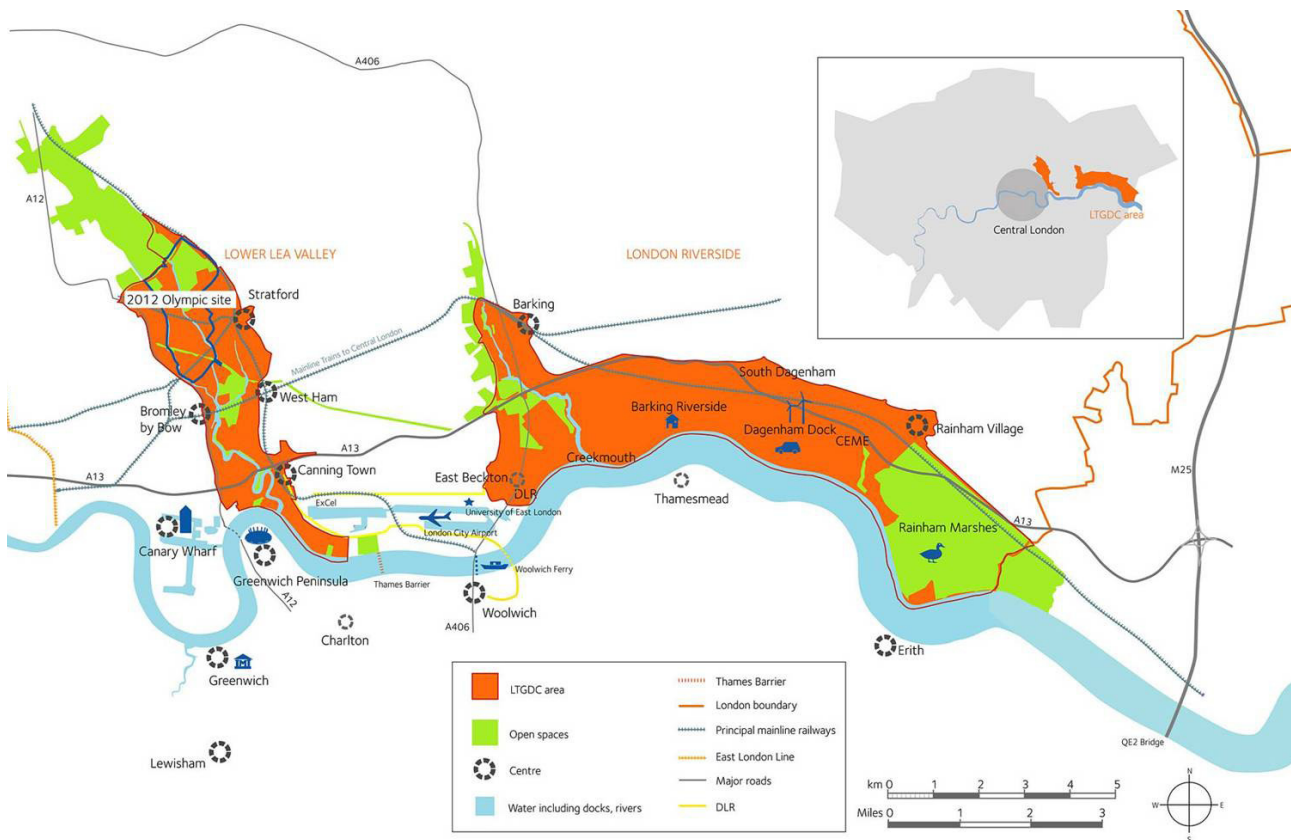 A406
A12
LOWER LEA VALLEY
LONDON RIVERSIDE
Central London
LTGDC area
2012 Olympic site
Stratford
Barking
Mainline Trains to Central London
West Ham
Bromley
by Bow
South Dagenham
Barking Riverside
Dagenham Dock
CEME
Rainham Village
A13
A13
Canning Town
East Beckton
DLR
Creekmouth
Thamesmead
M25
ExCel
University of East London
London City Airport
Rainham Marshes
A13
Canary Wharf
Greenwich Peninsula
Thames Barrier
Woolwich Ferry
A12
Woolwich
A406
Charlton
Erith
Greenwich
Lewisham
QE2 Bridge
LTGDC area
Open spaces
Centre
Water including docks, rivers
Thames Barrier
London boundary
Principal mainline railways
East London Line
Major roads
DLR
km 0 1 2 3 4 5
Miles 0 1 2 3
N
W E
S